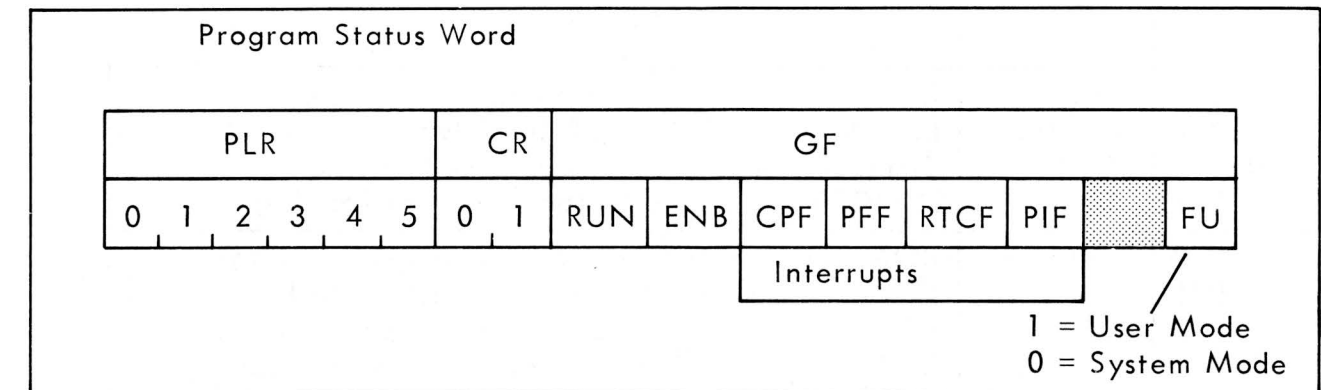 Program Status Word
PLR CR GF
0 1 2 3 4 5 0 1 RUN ENB CPF PFF RTCF PIF FU
Interrupts
1 = User Mode
0 = System Mode